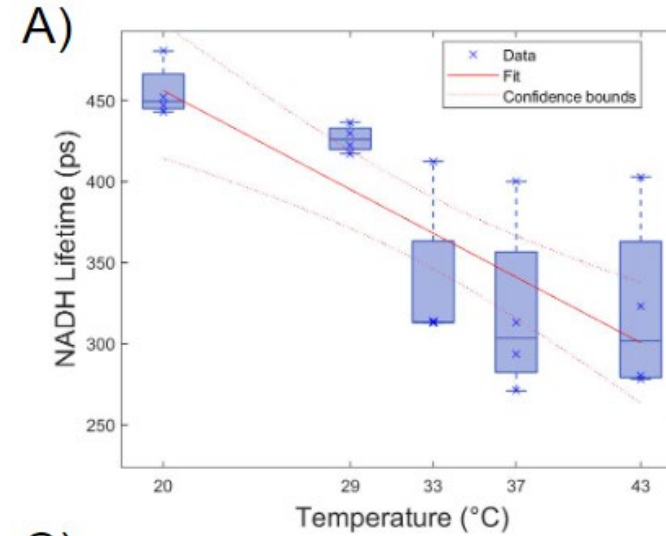 A)
Data
Fit
Confidence bounds
450
400
350
300
250
NADH Lifetime (ps)
20 29 33 37 43
Temperature (°C)